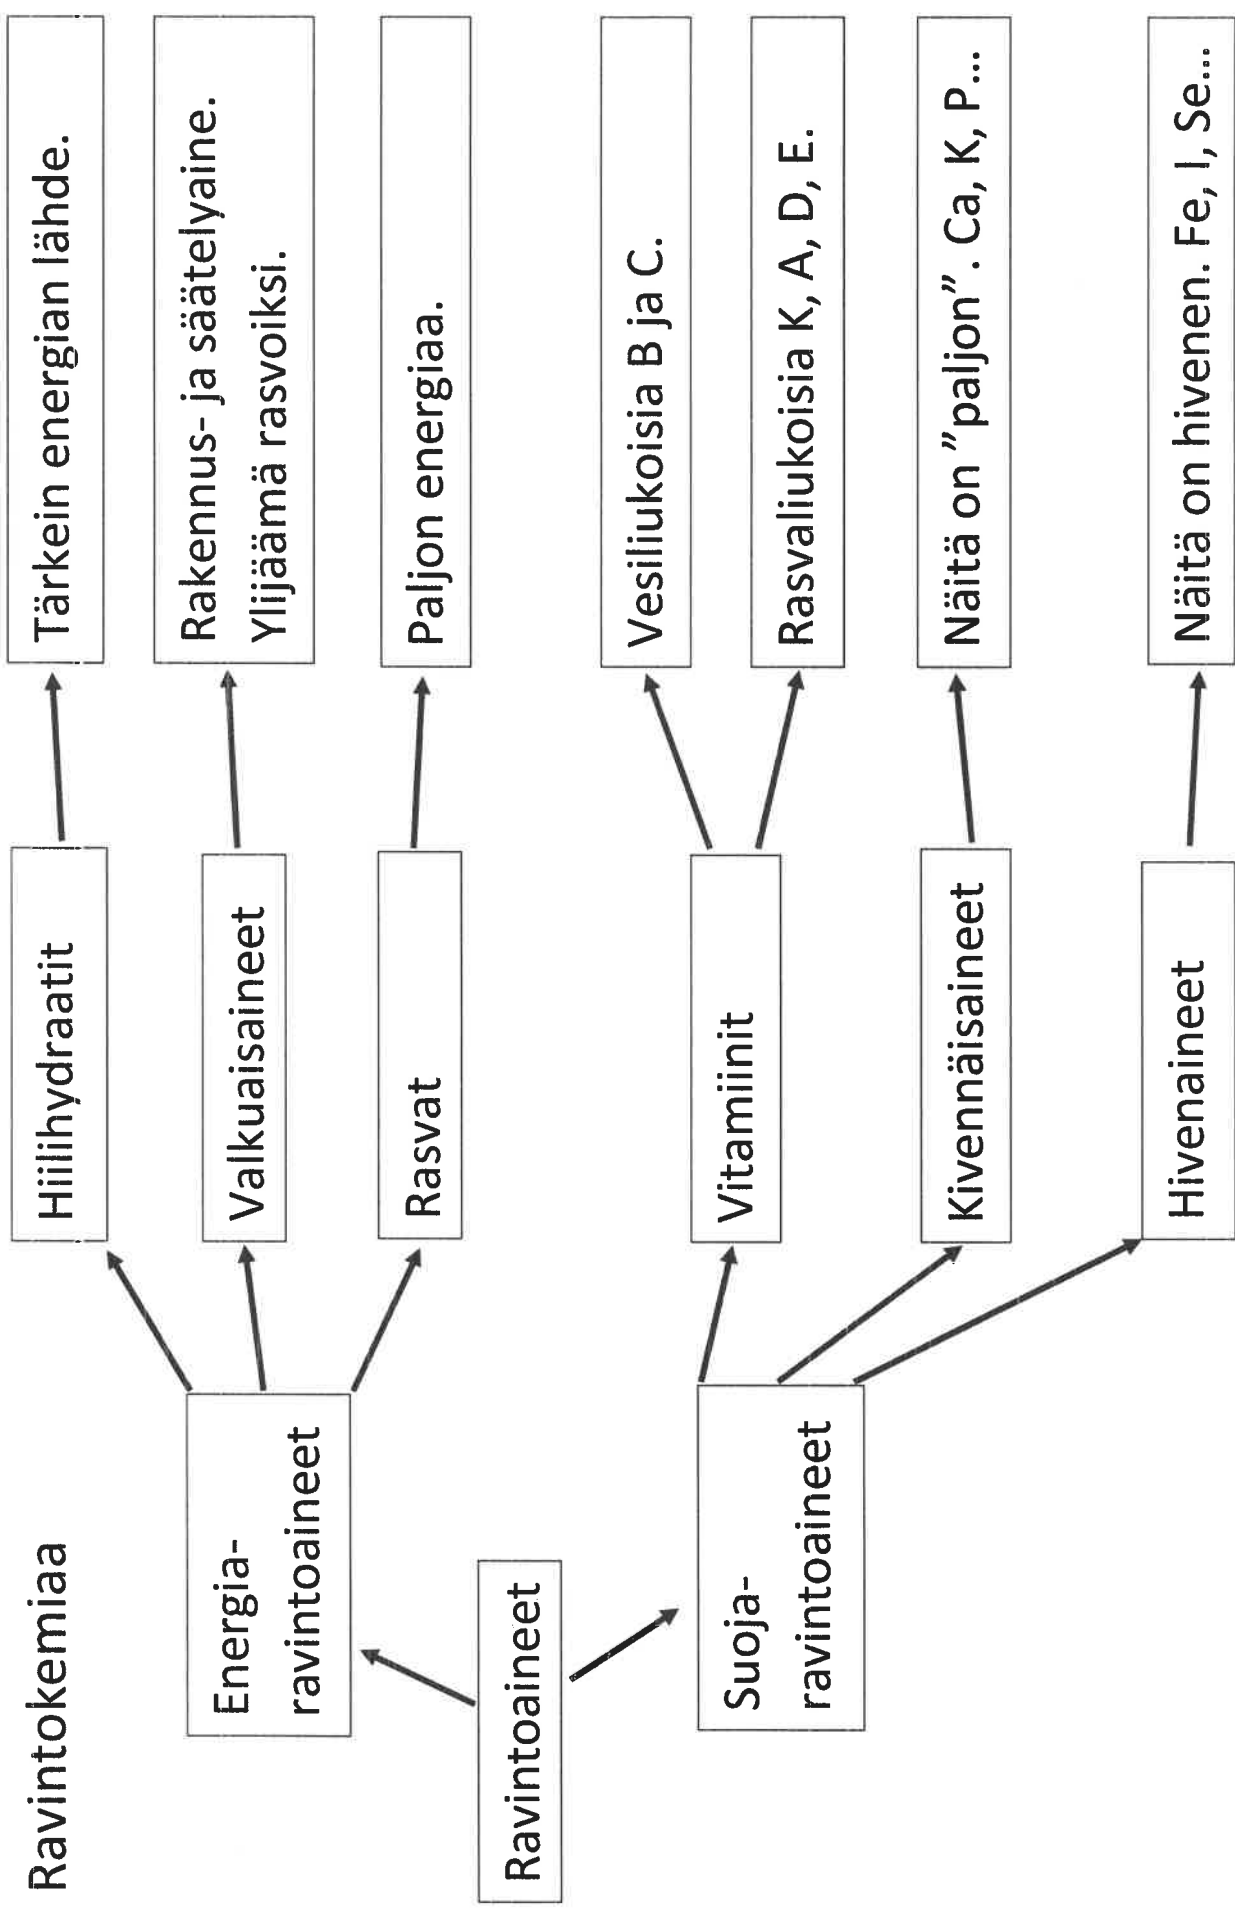 Ravintokemiaa
Ravintoaineet
Energia-
ravintoaineet
Hiilihydraatit
Tärkein energian lähde.
Valkuaisaineet
Rakennus- ja säätelyaine.
Ylijäämä rasvoiksi.
Rasvat
Paljon energiaa.
Suoja-
ravintoaineet
Vitamiinit
Vesiliukoisia B ja C.
Rasvaliukoisia K, A, D, E.
Kivennäisaineet
Näitä on ”paljon”. Ca, K, P...
Hivenaineet
Näitä on hivenen. Fe, I, Se...